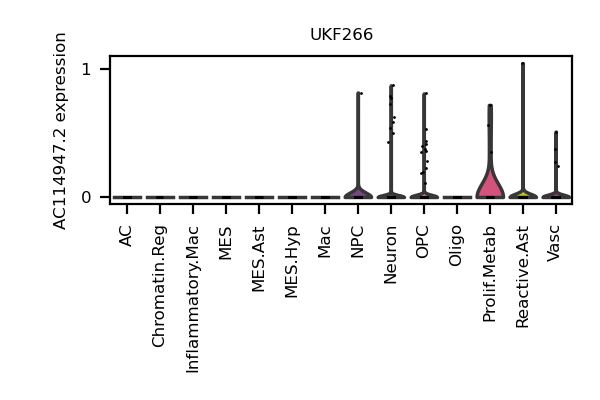 UKF266
AC114947.2 expression
1
0
AC
Chromatin.Reg
Inflammatory.Mac
MES
MES.Ast
MES.Hyp
Mac
NPC
Neuron
OPC
Oligo
Prolif.Metab
Reactive.Ast
Vasc